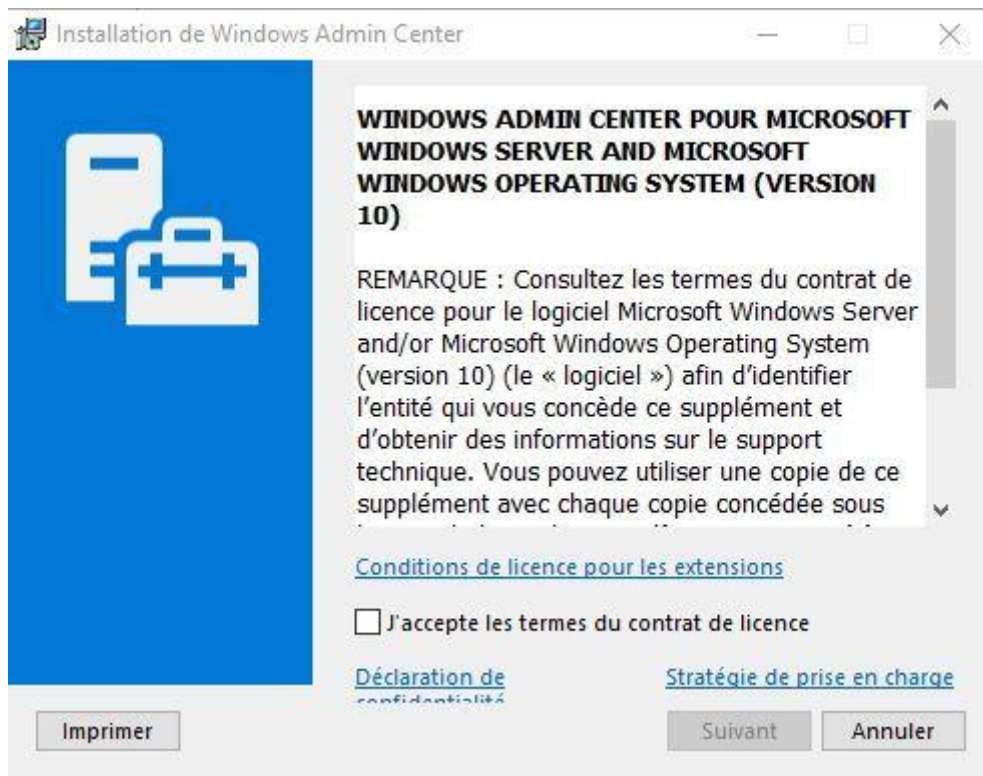 Installation de Windows Admin Center
WINDOWS ADMIN CENTER POUR MICROSOFT
WINDOWS SERVER AND MICROSOFT
WINDOWS OPERATING SYSTEM (VERSION
10)
REMARQUE : Consultez les termes du contrat de
licence pour le logiciel Microsoft Windows Server
and/or Microsoft Windows Operating System
(version 10) (le « logiciel ») afin d’identifier
l’entité qui vous concède ce supplément et
d’obtenir des informations sur le support
technique. Vous pouvez utiliser une copie de ce
supplément avec chaque copie concédée sous
Conditions de licence pour les extensions
J'accepte les termes du contrat de licence
Déclaration de
confidentialité
Stratégie de prise en charge
Imprimer
Suivant
Annuler